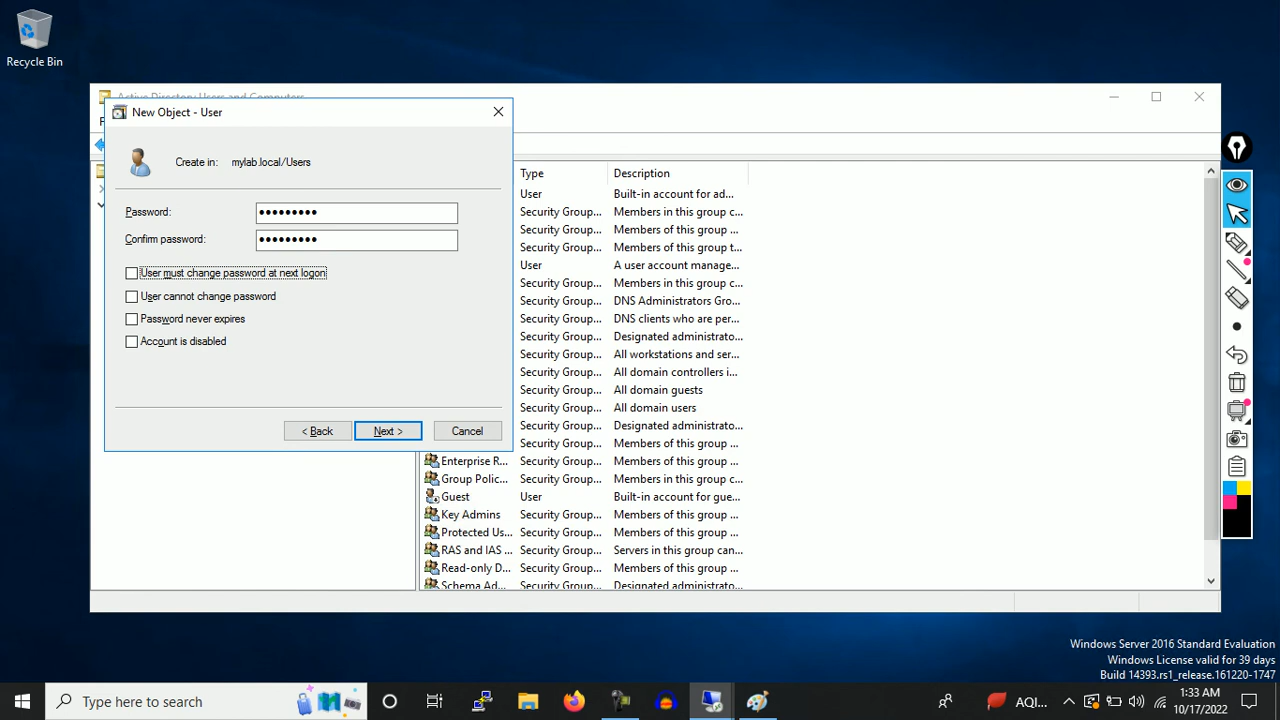 Recycle Bin
Active Directory Users and Computers
New Object - User
Create in: mylab.local/Users
Password:
Confirm password:
User must change password at next logon
User cannot change password
Password never expires
Account is disabled
< Back
Next >
Cancel
Type Description
User Built-in account for ad...
Security Group... Members in this group c...
Security Group... Members of this group ...
Security Group... Members of this group t...
User A user account manage...
Security Group... Members in this group c...
Security Group... DNS Administrators Gro...
Security Group... DNS clients who are per...
Security Group... Designated administrato...
Security Group... All workstations and ser...
Security Group... All domain controllers i...
Security Group... All domain guests
Security Group... All domain users
Security Group... Designated administrato...
Security Group... Members of this group ...
Enterprise R... Security Group... Members of this group ...
Group Polic... Security Group... Members in this group c...
Guest User Built-in account for gue...
Key Admins Security Group... Members of this group ...
Protected Us... Security Group... Members of this group ...
RAS and IAS ... Security Group... Servers in this group can...
Read-only D... Security Group... Members of this group ...
Schema Ad... Security Group... Designated administrato...
Windows Server 2016 Standard Evaluation
Windows License valid for 39 days
Build 14393.rs1_release.161220-1747
Type here to search
AQI...
1:33 AM
10/17/2022